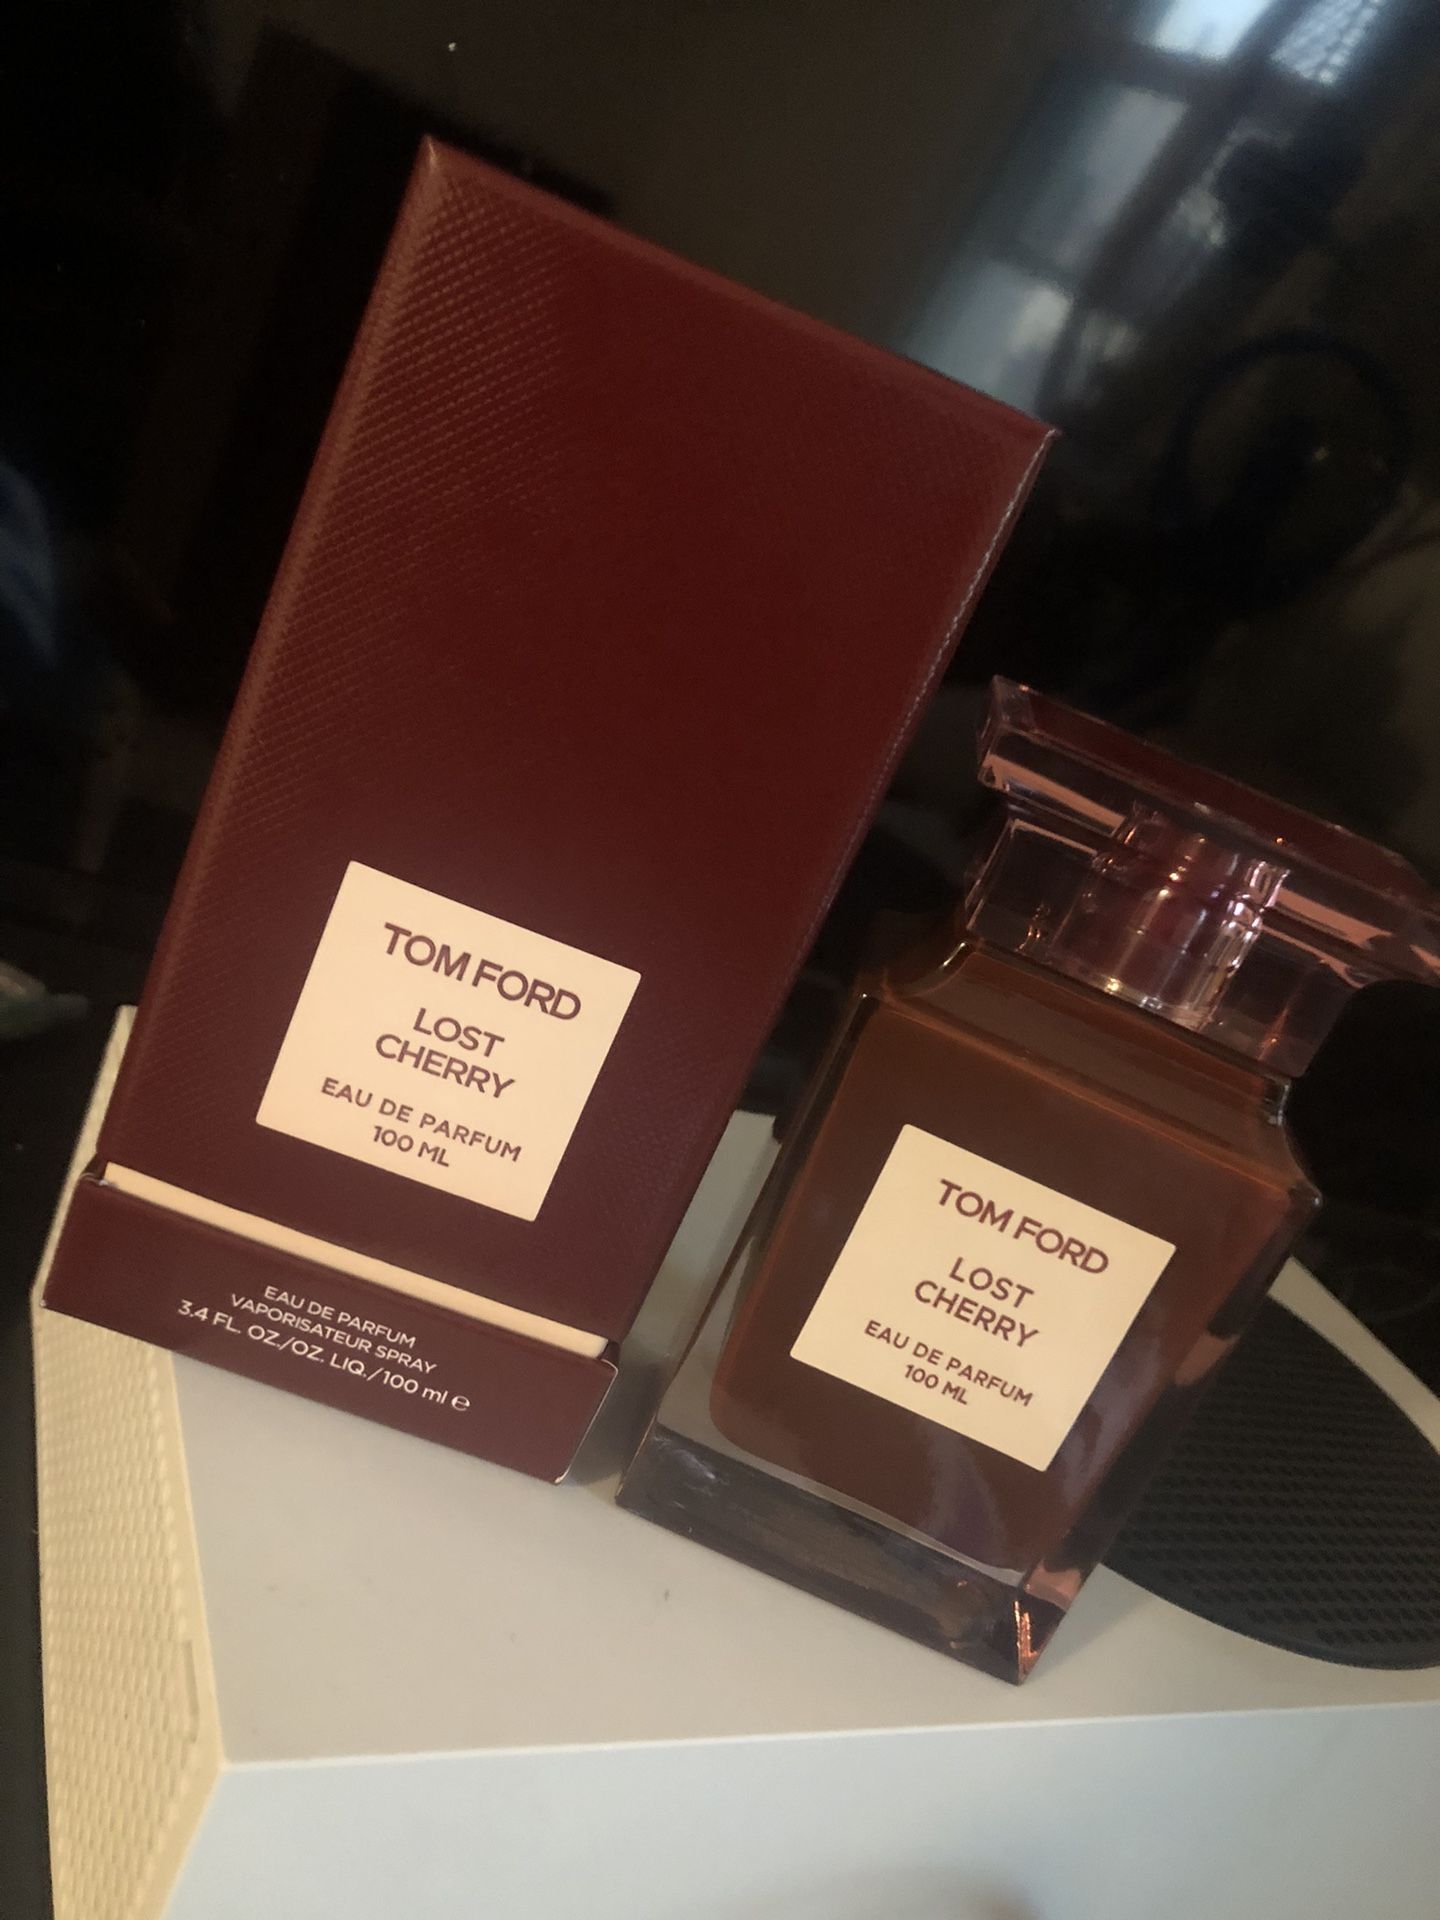 TOM FORD
LOST
CHERRY
EAU DE PARFUM
100 ML
EAU DE PARFUM
VAPORISATEUR SPRAY
3.4 FL. OZ./OZ. LIQ./100 ml ℮
TOM FORD
LOST
CHERRY
EAU DE PARFUM
100 ML